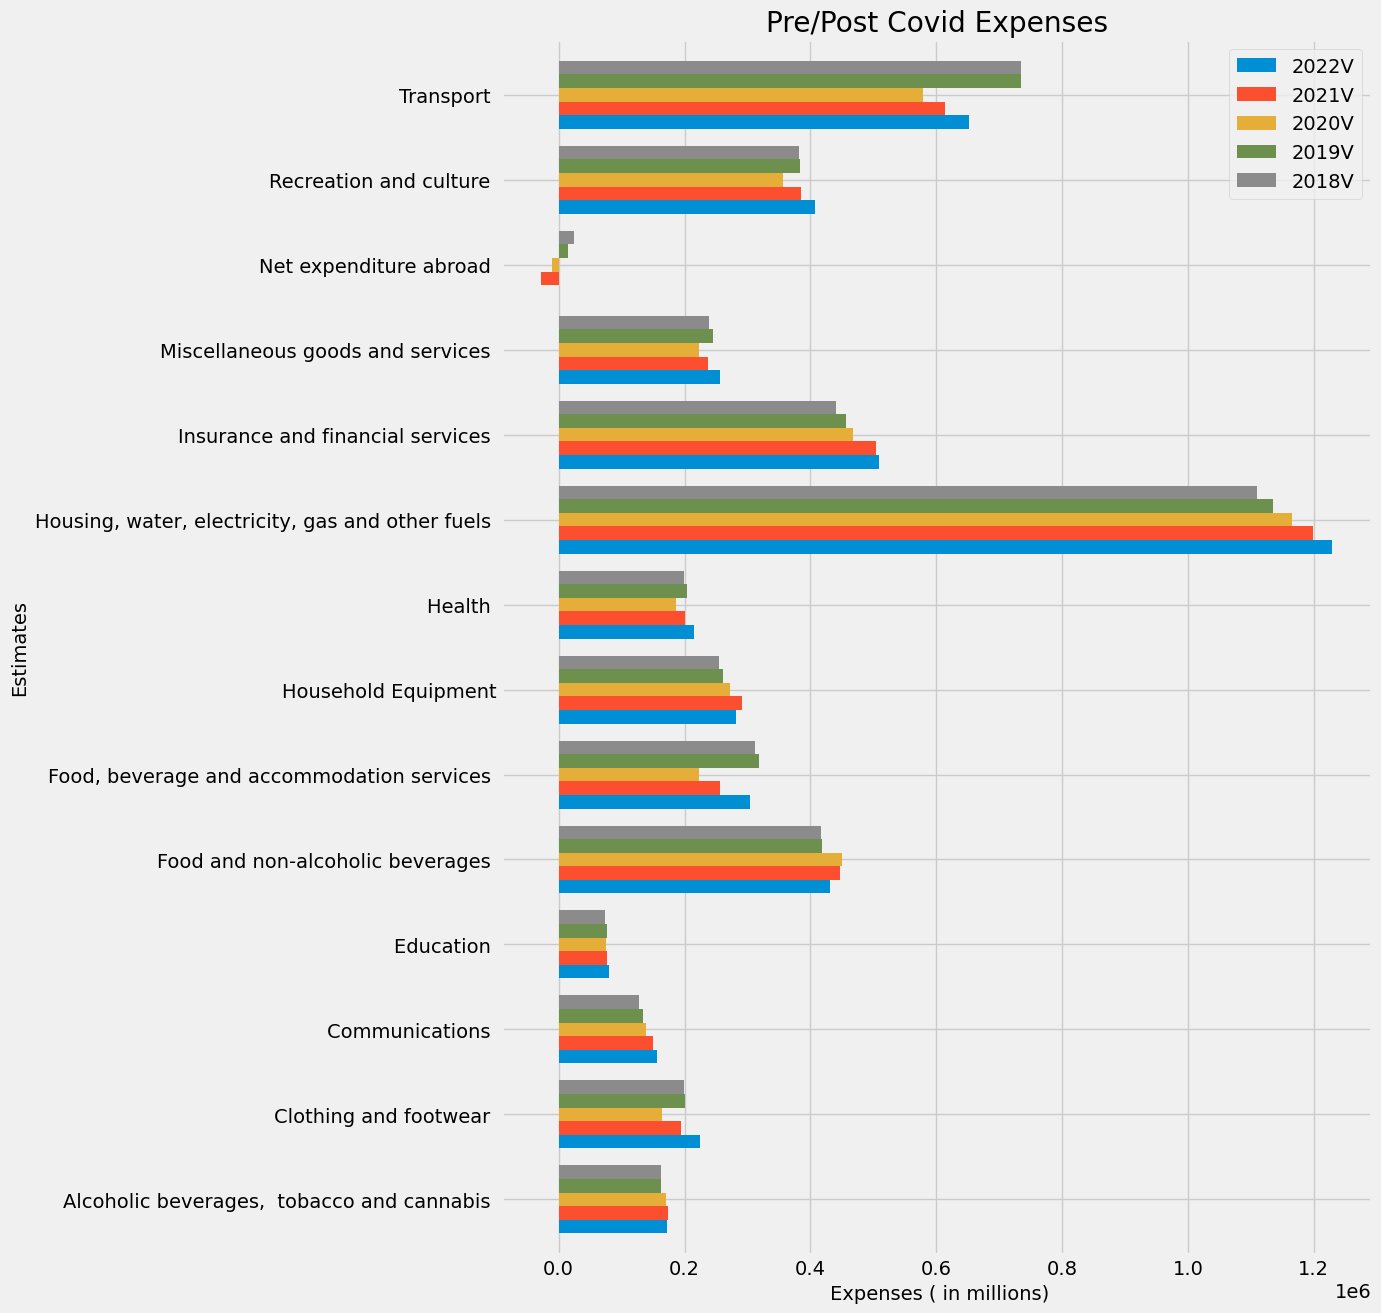 Pre/Post Covid Expenses
2022V
2021V
2020V
2019V
2018V
Transport
Recreation and culture
Net expenditure abroad
Miscellaneous goods and services
Insurance and financial services
Housing, water, electricity, gas and other fuels
Health
Household Equipment
Food, beverage and accommodation services
Food and non-alcoholic beverages
Education
Communications
Clothing and footwear
Alcoholic beverages,  tobacco and cannabis
Estimates
0.0 0.2 0.4 0.6 0.8 1.0 1.2
1e6
Expenses ( in millions)